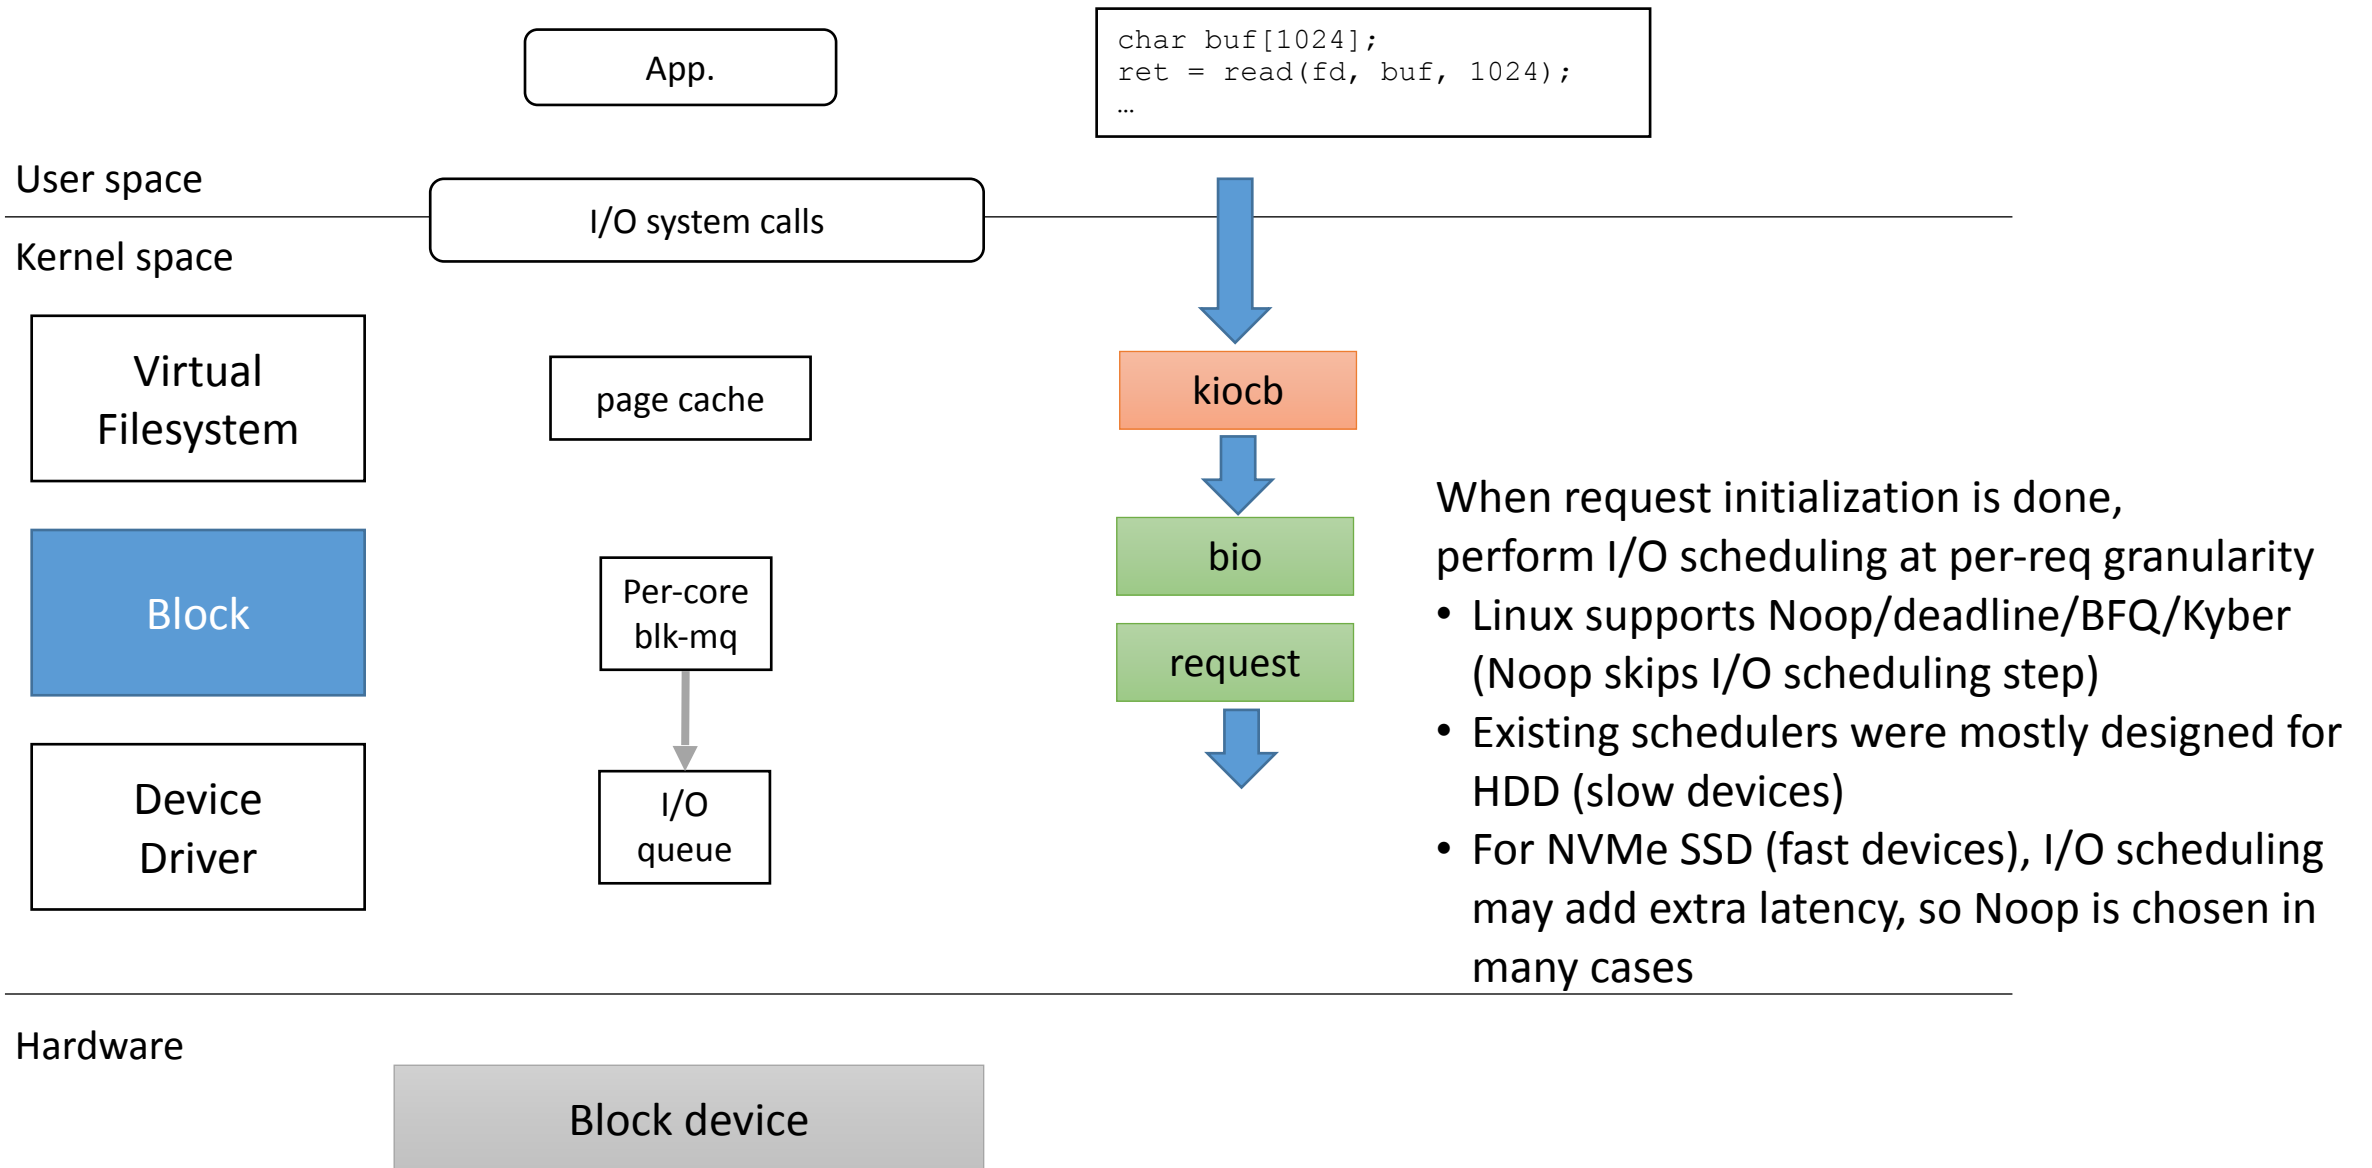 App.
char buf[1024];
ret = read(fd, buf, 1024);
…
User space
I/O system calls
Kernel space
Virtual
Filesystem
page cache
kiocb
Block
Per-core
blk-mq
bio
request
When request initialization is done,
perform I/O scheduling at per-req granularity
• Linux supports Noop/deadline/BFQ/Kyber
(Noop skips I/O scheduling step)
• Existing schedulers were mostly designed for
HDD (slow devices)
• For NVMe SSD (fast devices), I/O scheduling
may add extra latency, so Noop is chosen in
many cases
Device
Driver
I/O
queue
Hardware
Block device